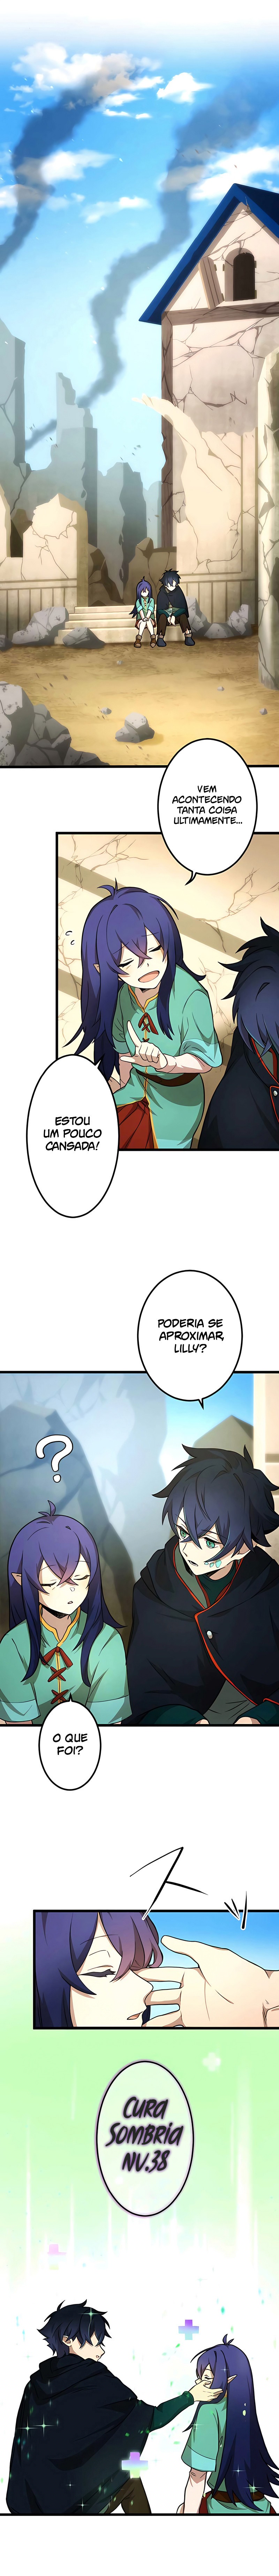 VEM
ACONTECENDO
TANTA COISA
ULTIMAMENTE...
ESTOU
UM POUCO
CANSADA!
PODERIA SE
APROXIMAR,
LILLY?
?
O QUE
FOI?
CURA
SOMBRIA
NV.38